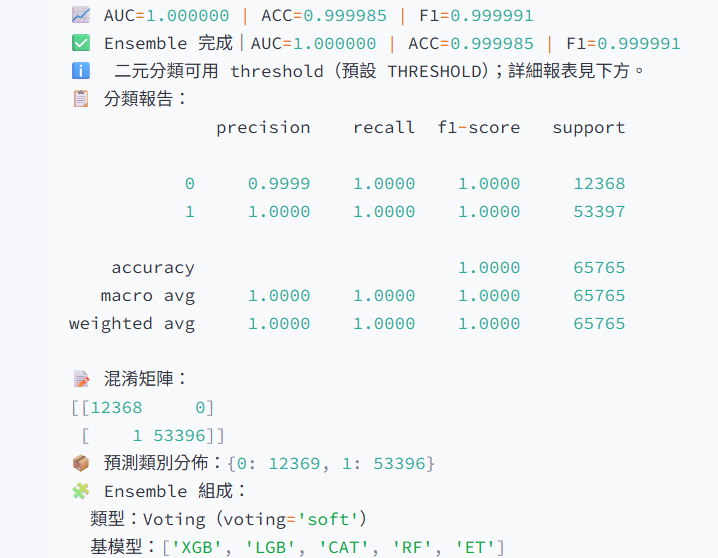 📈 AUC=1.000000 | ACC=0.999985 | F1=0.999991
✅ Ensemble 完成｜AUC=1.000000 | ACC=0.999985 | F1=0.999991
ℹ️ 二元分類可用 threshold（預設 THRESHOLD）；詳細報表見下方。
📋 分類報告：
precision recall f1-score support
0 0.9999 1.0000 1.0000 12368
1 1.0000 1.0000 1.0000 53397
accuracy 1.0000 65765
macro avg 1.0000 1.0000 1.0000 65765
weighted avg 1.0000 1.0000 1.0000 65765
📝 混淆矩陣：
[[12368 0]
[ 1 53396]]
📦 預測類別分佈：{0: 12369, 1: 53396}
🧩 Ensemble 組成：
類型：Voting（voting='soft'）
基模型：['XGB', 'LGB', 'CAT', 'RF', 'ET']